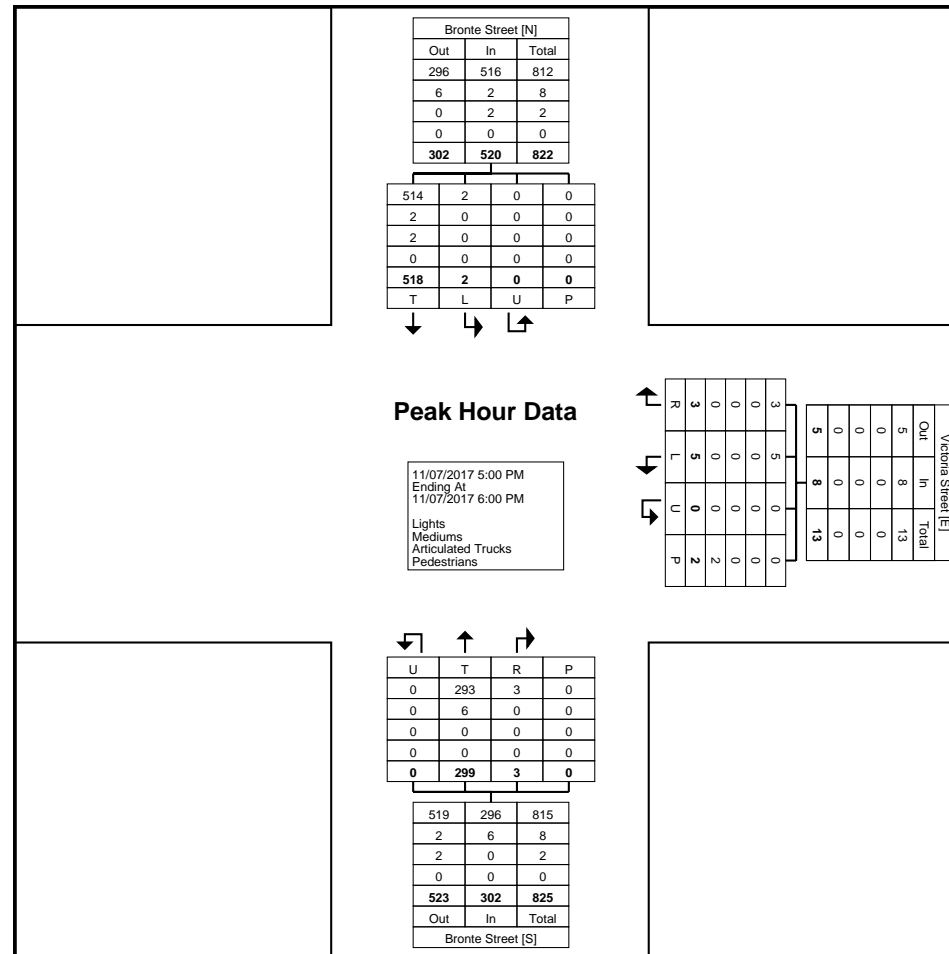 Bronte Street [N]
Out In Total
296 516 812
6 2 8
0 2 2
0 0 0
302 520 822
514 2 0 0
2 0 0 0
2 0 0 0
0 0 0 0
518 2 0 0
T L U P
Peak Hour Data
11/07/2017 5:00 PM
Ending At
11/07/2017 6:00 PM
Lights
Mediums
Articulated Trucks
Pedestrians
Victoria Street [E]
Out In Total
5 8 13
0 0 0
0 0 0
0 0 0
5 8 13
3 5 0 0
0 0 0 0
0 0 0 0
0 0 0 2
3 5 0 2
R L U P
U T R P
0 293 3 0
0 6 0 0
0 0 0 0
0 0 0 0
0 299 3 0
519 296 815
2 6 8
2 0 2
0 0 0
523 302 825
Out In Total
Bronte Street [S]